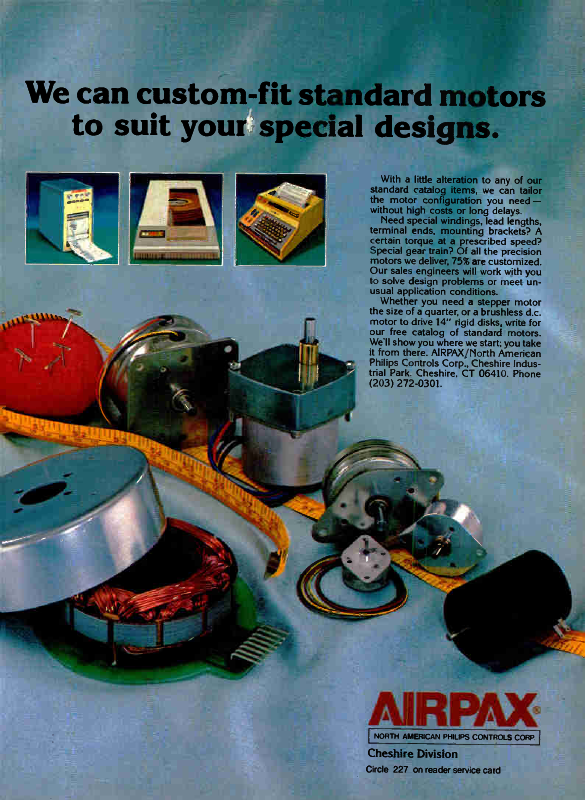 We can custom-fit standard motors
to suit your special designs.
With a little alteration to any of our
standard catalog items, we can tailor
the motor configuration you need—
without high costs or long delays.
Need special windings, lead lengths,
terminal ends, mounting brackets? A
certain torque at a prescribed speed?
Special gear train? Of all the precision
motors we deliver, 75% are customized.
Our sales engineers will work with you
to solve design problems or meet un-
usual application conditions.
Whether you need a stepper motor
the size of a quarter, or a brushless d.c.
motor to drive 14" rigid disks, write for
our free catalog of standard motors.
We'll show you where we start; you take
it from there. AIRPAX/North American
Philips Controls Corp., Cheshire Indus-
trial Park, Cheshire, CT 06410. Phone
(203) 272-0301.
AIRPAX®
NORTH AMERICAN PHILIPS CONTROLS CORP.
Cheshire Division
Circle 227 on reader service card